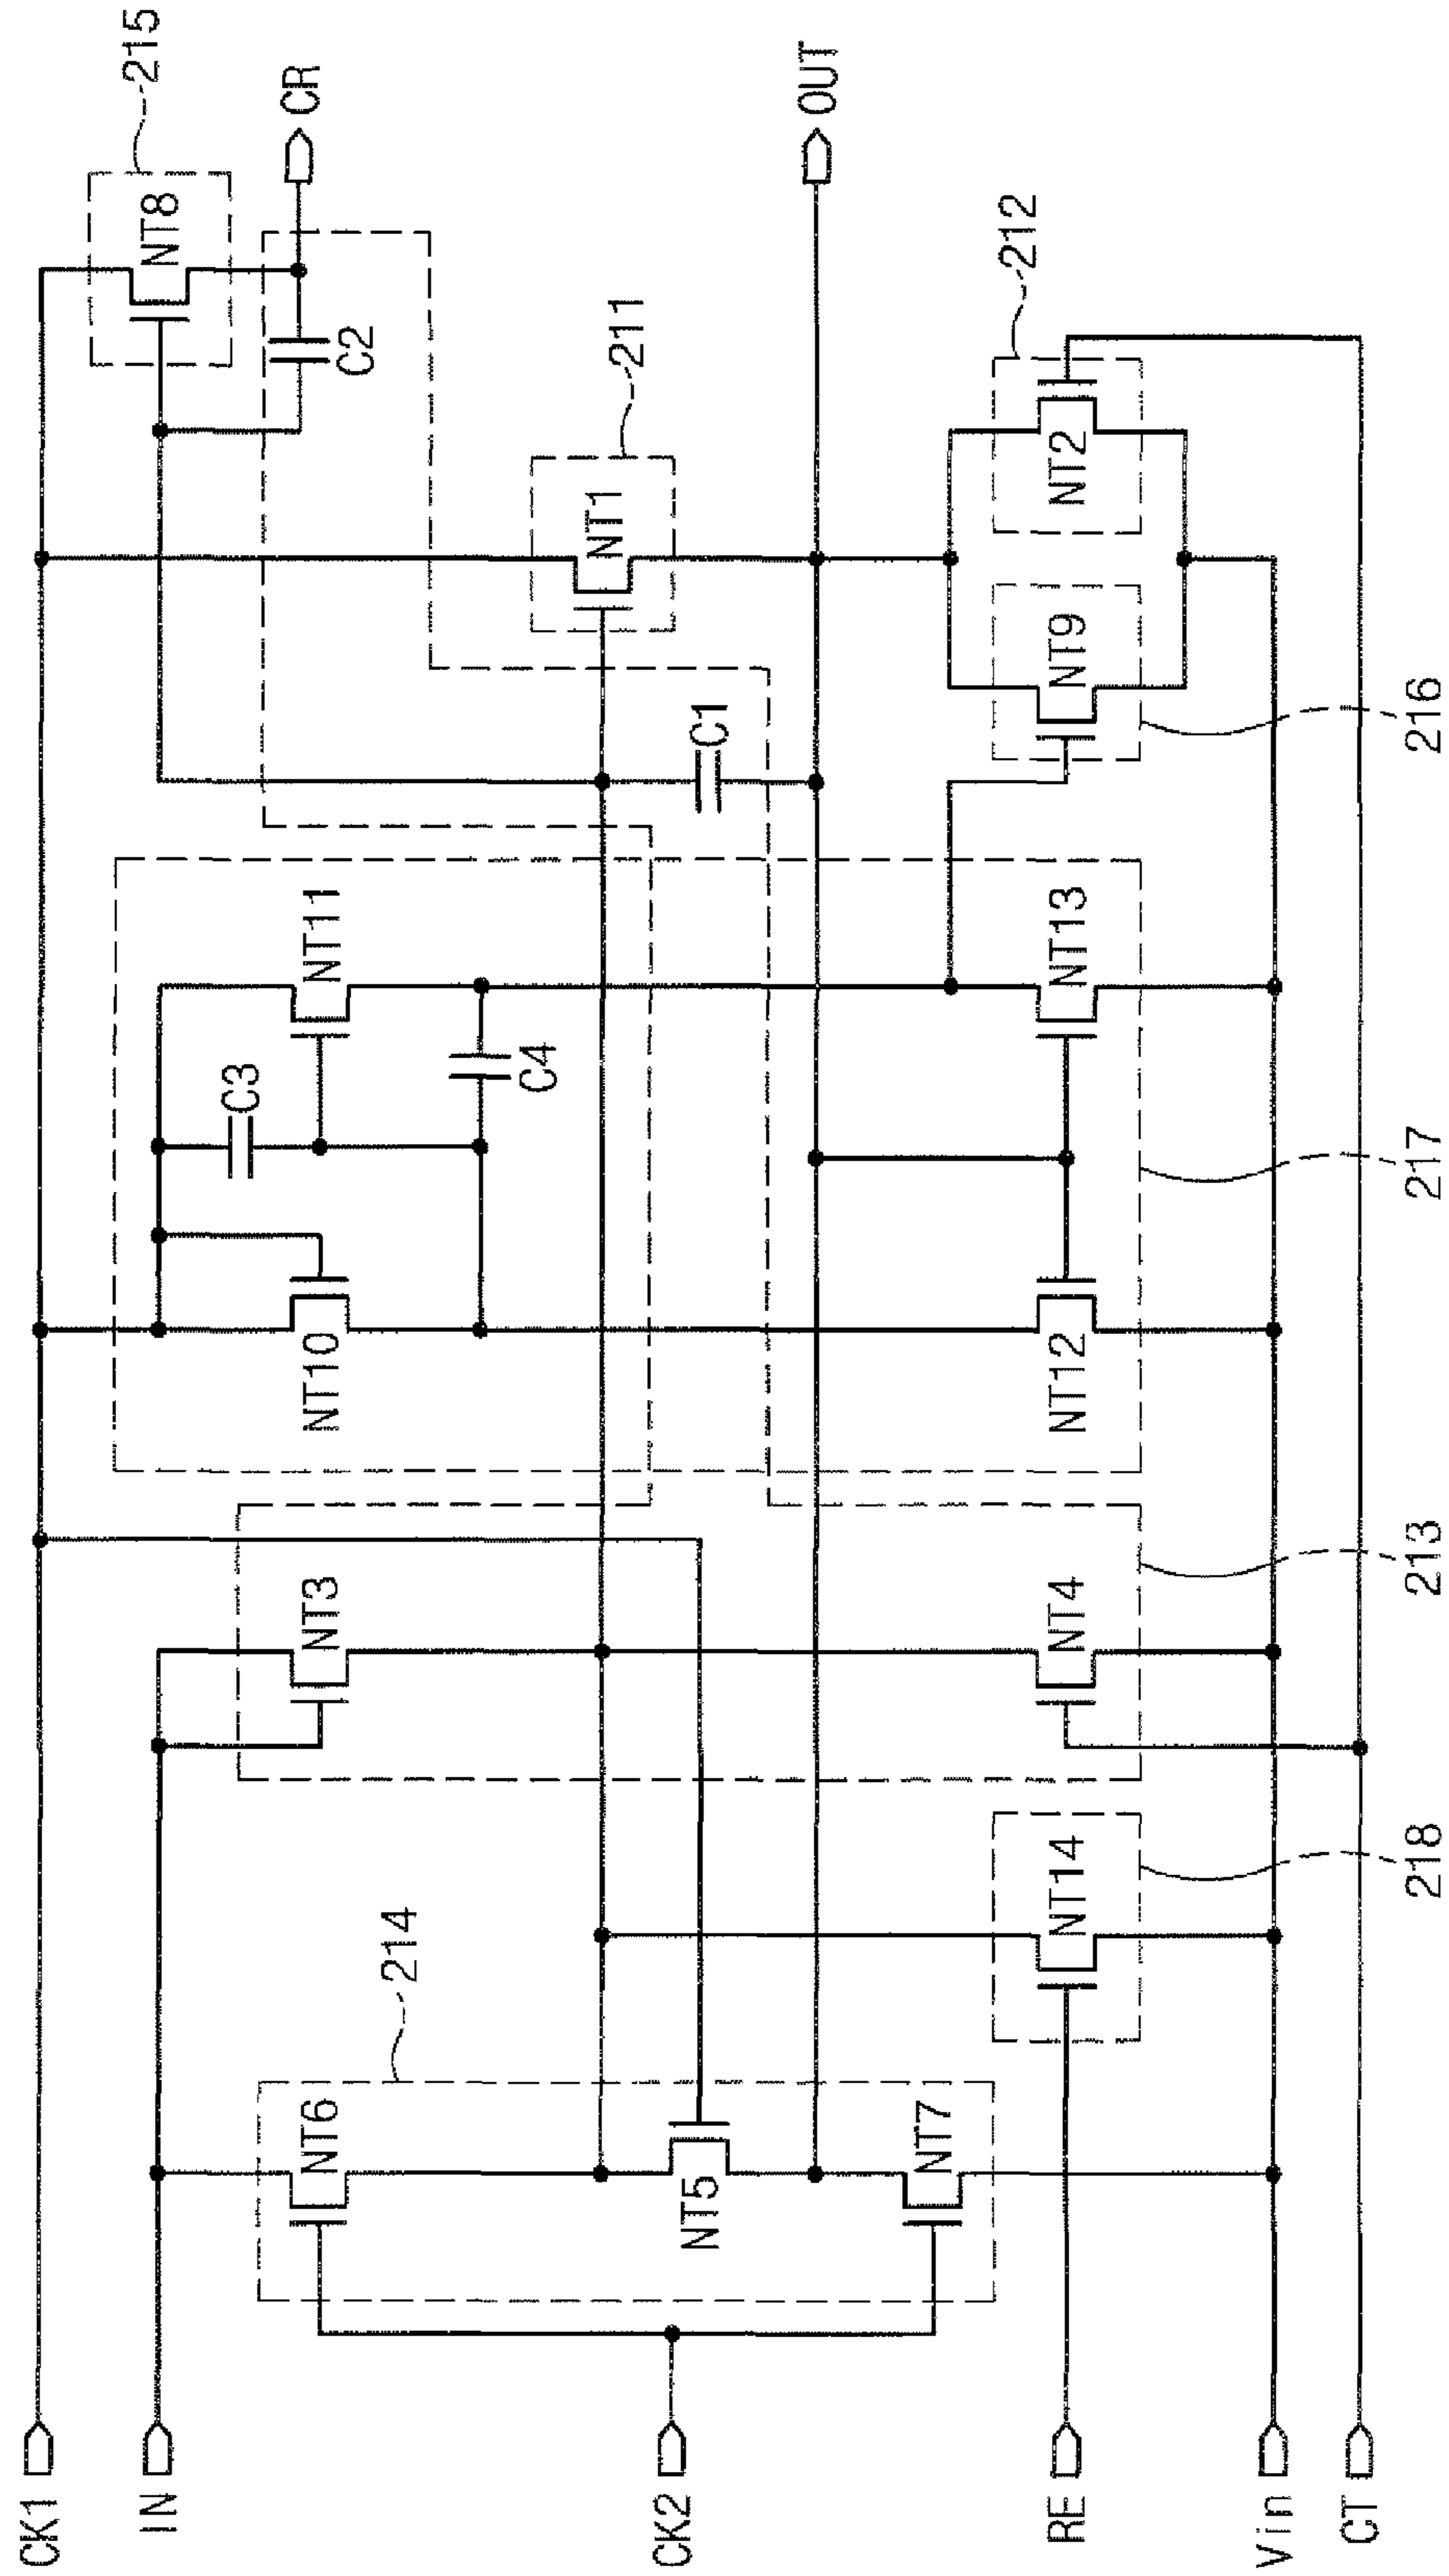 CK1
IN
CK2
RE
Vin
CT
214
NT6
NT5
NT7
NT14
218
NT3
NT4
213
NT10
C3
NT11
C4
NT12
NT13
217
C1
NT1
211
NT9
216
NT2
212
C2
NT8
215
CR
OUT